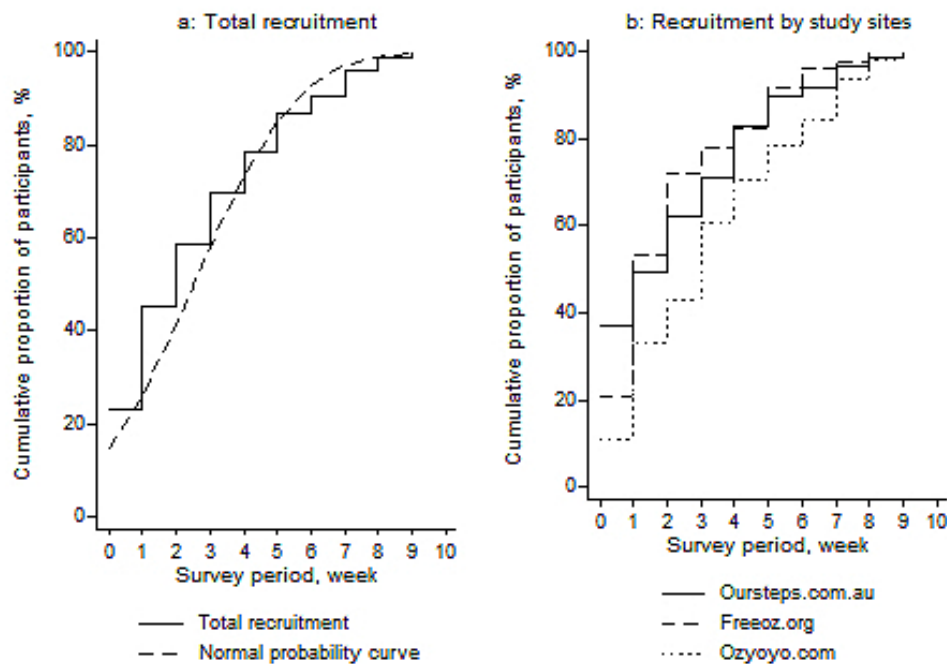 a: Total recruitment
Cumulative proportion of participants, %
100
80
60
40
20
0
0 1 2 3 4 5 6 7 8 9 10
Survey period, week
Total recruitment
Normal probability curve
b: Recruitment by study sites
Cumulative proportion of participants, %
100
80
60
40
20
0
0 1 2 3 4 5 6 7 8 9 10
Survey period, week
Oursteps.com.au
Freeoz.org
Ozyoyo.com